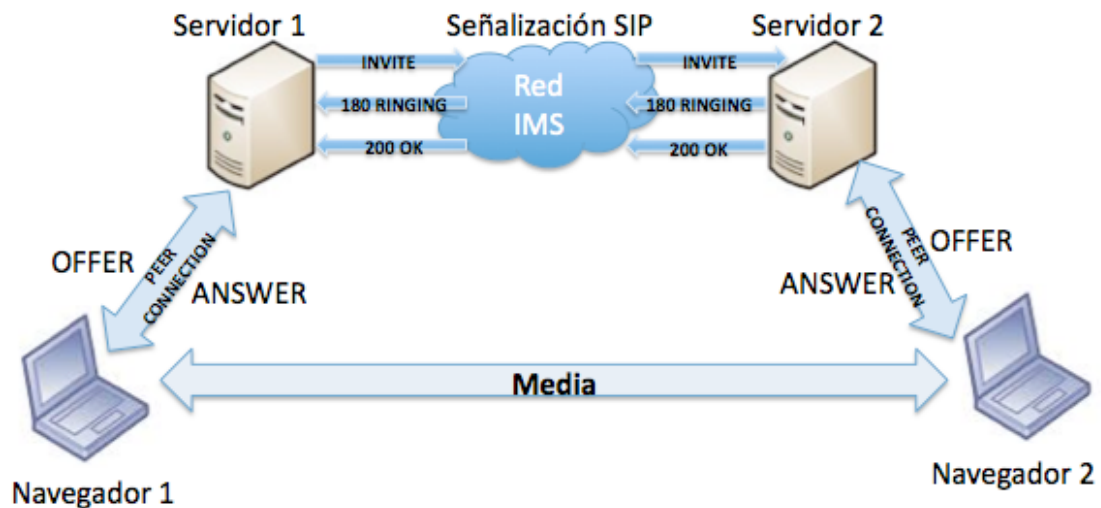 Servidor 1
Señalización SIP
Servidor 2
INVITE
INVITE
Red
IMS
180 RINGING
180 RINGING
200 OK
200 OK
OFFER
PEER
CONNECTION
ANSWER
PEER
CONNECTION
OFFER
ANSWER
Media
Navegador 1
Navegador 2